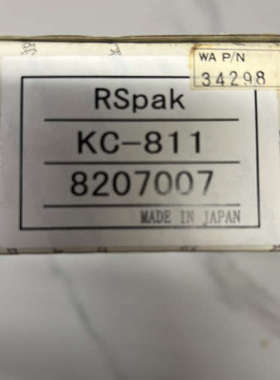 WA P/N
34298
RSpak
KC-811
8207007
MADE IN JAPAN